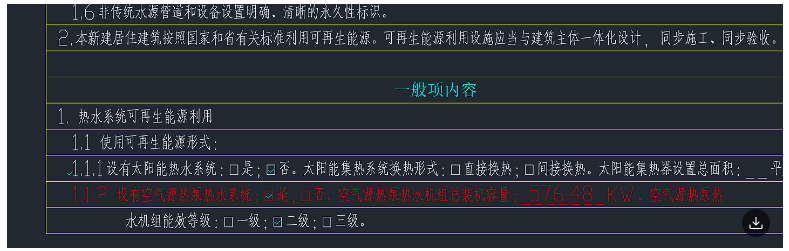 1.6 非传统水源管道和设备设置明确、清晰的永久性标识。
2.本新建居住建筑按照国家和省有关标准利用可再生能源。可再生能源利用设施应当与建筑主体一体化设计，同步施工、同步验收。
一般项内容
1. 热水系统可再生能源利用
1.1 使用可再生能源形式：
☑1.1.1 设有太阳能热水系统：□是；☑否。太阳能集热系统换热形式：□直接换热；□间接换热。太阳能集热器设置总面积：__平
1.1.2 设有空气源热泵热水系统：☑是；□否。空气源热泵热水机组总装机容量：_576.48_KW。空气源热泵热
水机组能效等级：□一级；☑二级；□三级。